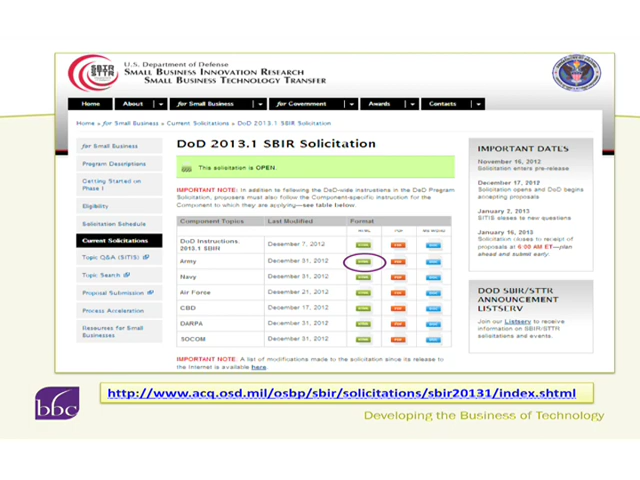 SBIR
STTR
U.S. Department of Defense
Small Business Innovation Research
Small Business Technology Transfer
Home
About
for Small Business
for Government
Awards
Contacts
Home » for Small Business » Current Solicitations » DoD 2013.1 SBIR Solicitation
for Small Business
Program Descriptions
Getting Started on
Phase I
Eligibility
Solicitation Schedule
Current Solicitations
Topic Q&A (SITIS)
Topic Search
Proposal Submission
Process Acceleration
Resources for Small
Businesses
DoD 2013.1 SBIR Solicitation
This solicitation is OPEN.
IMPORTANT NOTE: In addition to following the DoD-wide instructions in the DoD Program
Solicitation, proposers must also follow the Component-specific instruction for the
Component to which they are applying—see table below.
Component Topics Last Modified Format
HTML PDF MS WORD
DoD Instructions: December 7, 2012
2013.1 SBIR
Army December 31, 2012
Navy December 31, 2012
Air Force December 21, 2012
CBD December 17, 2012
DARPA December 31, 2012
SOCOM December 31, 2012
IMPORTANT NOTE: A list of modifications made to the solicitation since its release to
the Internet is available here.
IMPORTANT DATES
November 16, 2012
Solicitation enters pre-release
December 17, 2012
Solicitation opens and DoD begins
accepting proposals
January 2, 2013
SITIS closes to new questions
January 16, 2013
Solicitation closes to receipt of
proposals at 6:00 AM ET—plan
ahead and submit early.
DOD SBIR/STTR
ANNOUNCEMENT
LISTSERV
Join our Listserv to receive
information on SBIR/STTR
solicitations and events.
http://www.acq.osd.mil/osbp/sbir/solicitations/sbir20131/index.shtml
bbc
Developing the Business of Technology